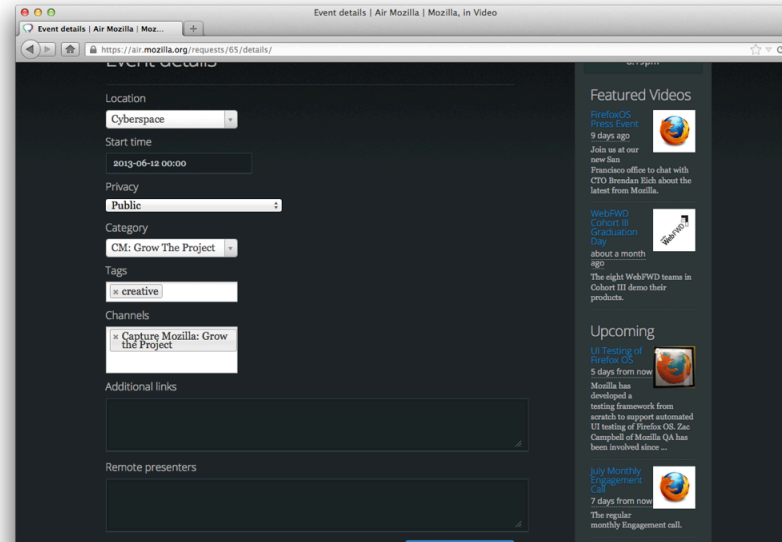 Event details | Air Mozilla | Mozilla, in Video
Event details | Air Mozilla | Moz...
https://air.mozilla.org/requests/65/details/
Event details
Location
Cyberspace
Start time
2013-06-12 00:00
Privacy
Public
Category
CM: Grow The Project
Tags
× creative
Channels
× Capture Mozilla: Grow
the Project
Additional links
Remote presenters
Featured Videos
FirefoxOS
Press Event
9 days ago
Join us at our
new San
Francisco office to chat with
CTO Brendan Eich about the
latest from Mozilla.
WebFWD
Cohort III
Graduation
Day
about a month
ago
The eight WebFWD teams in
Cohort III demo their
products.
WebFWD
Upcoming
UI Testing of
Firefox OS
5 days from now
Mozilla has
developed a
testing framework from
scratch to support automated
UI testing of Firefox OS. Zac
Campbell of Mozilla QA has
been involved since ...
July Monthly
Engagement
Call
7 days from now
The regular
monthly Engagement call.